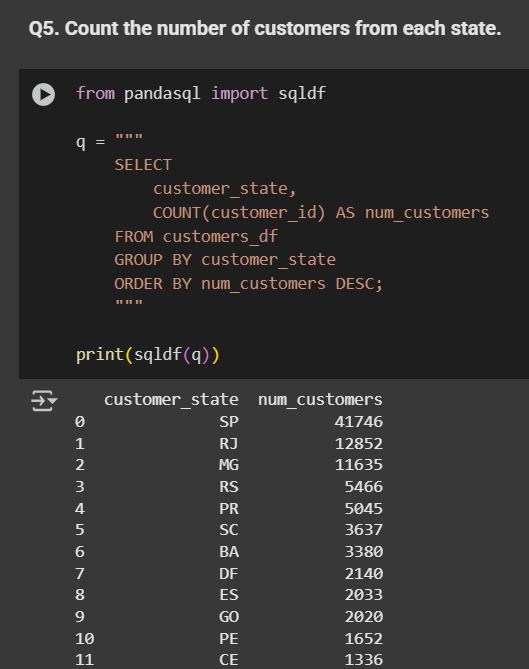 Q5. Count the number of customers from each state.
from pandasql import sqldf
q = """
SELECT
customer_state,
COUNT(customer_id) AS num_customers
FROM customers_df
GROUP BY customer_state
ORDER BY num_customers DESC;
"""
print(sqldf(q))
customer_state num_customers
0 SP 41746
1 RJ 12852
2 MG 11635
3 RS 5466
4 PR 5045
5 SC 3637
6 BA 3380
7 DF 2140
8 ES 2033
9 GO 2020
10 PE 1652
11 CE 1336